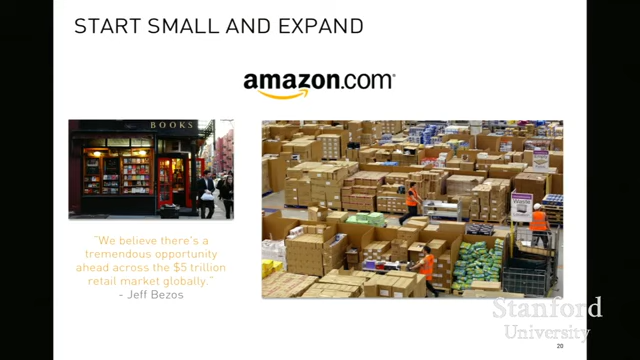 START SMALL AND EXPAND
amazon.com
BOOKS
"We believe there's a
tremendous opportunity
ahead across the $5 trillion
retail market globally."
- Jeff Bezos
Stanford
University
20